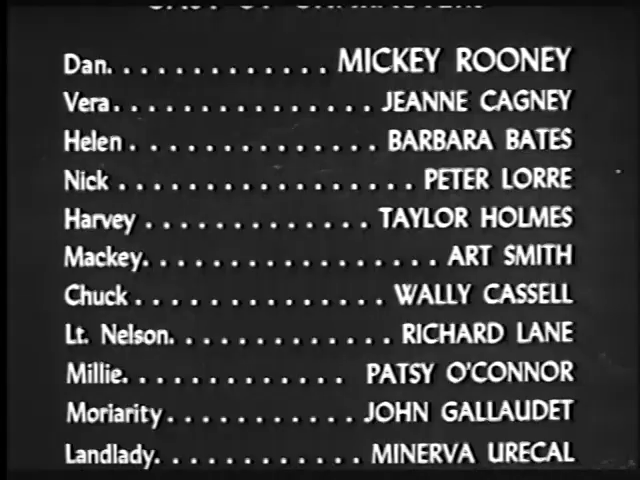 Dan. . . . . . . . . . . . . MICKEY ROONEY
Vera. . . . . . . . . . . . . . . JEANNE CAGNEY
Helen . . . . . . . . . . . . . . BARBARA BATES
Nick . . . . . . . . . . . . . . . . PETER LORRE
Harvey . . . . . . . . . . . . . TAYLOR HOLMES
Mackey. . . . . . . . . . . . . . . . . ART SMITH
Chuck . . . . . . . . . . . . . . WALLY CASSELL
Lt. Nelson. . . . . . . . . . . . . RICHARD LANE
Millie. . . . . . . . . . . . . PATSY O'CONNOR
Moriarity . . . . . . . . . . . JOHN GALLAUDET
Landlady. . . . . . . . . . . . MINERVA URECAL